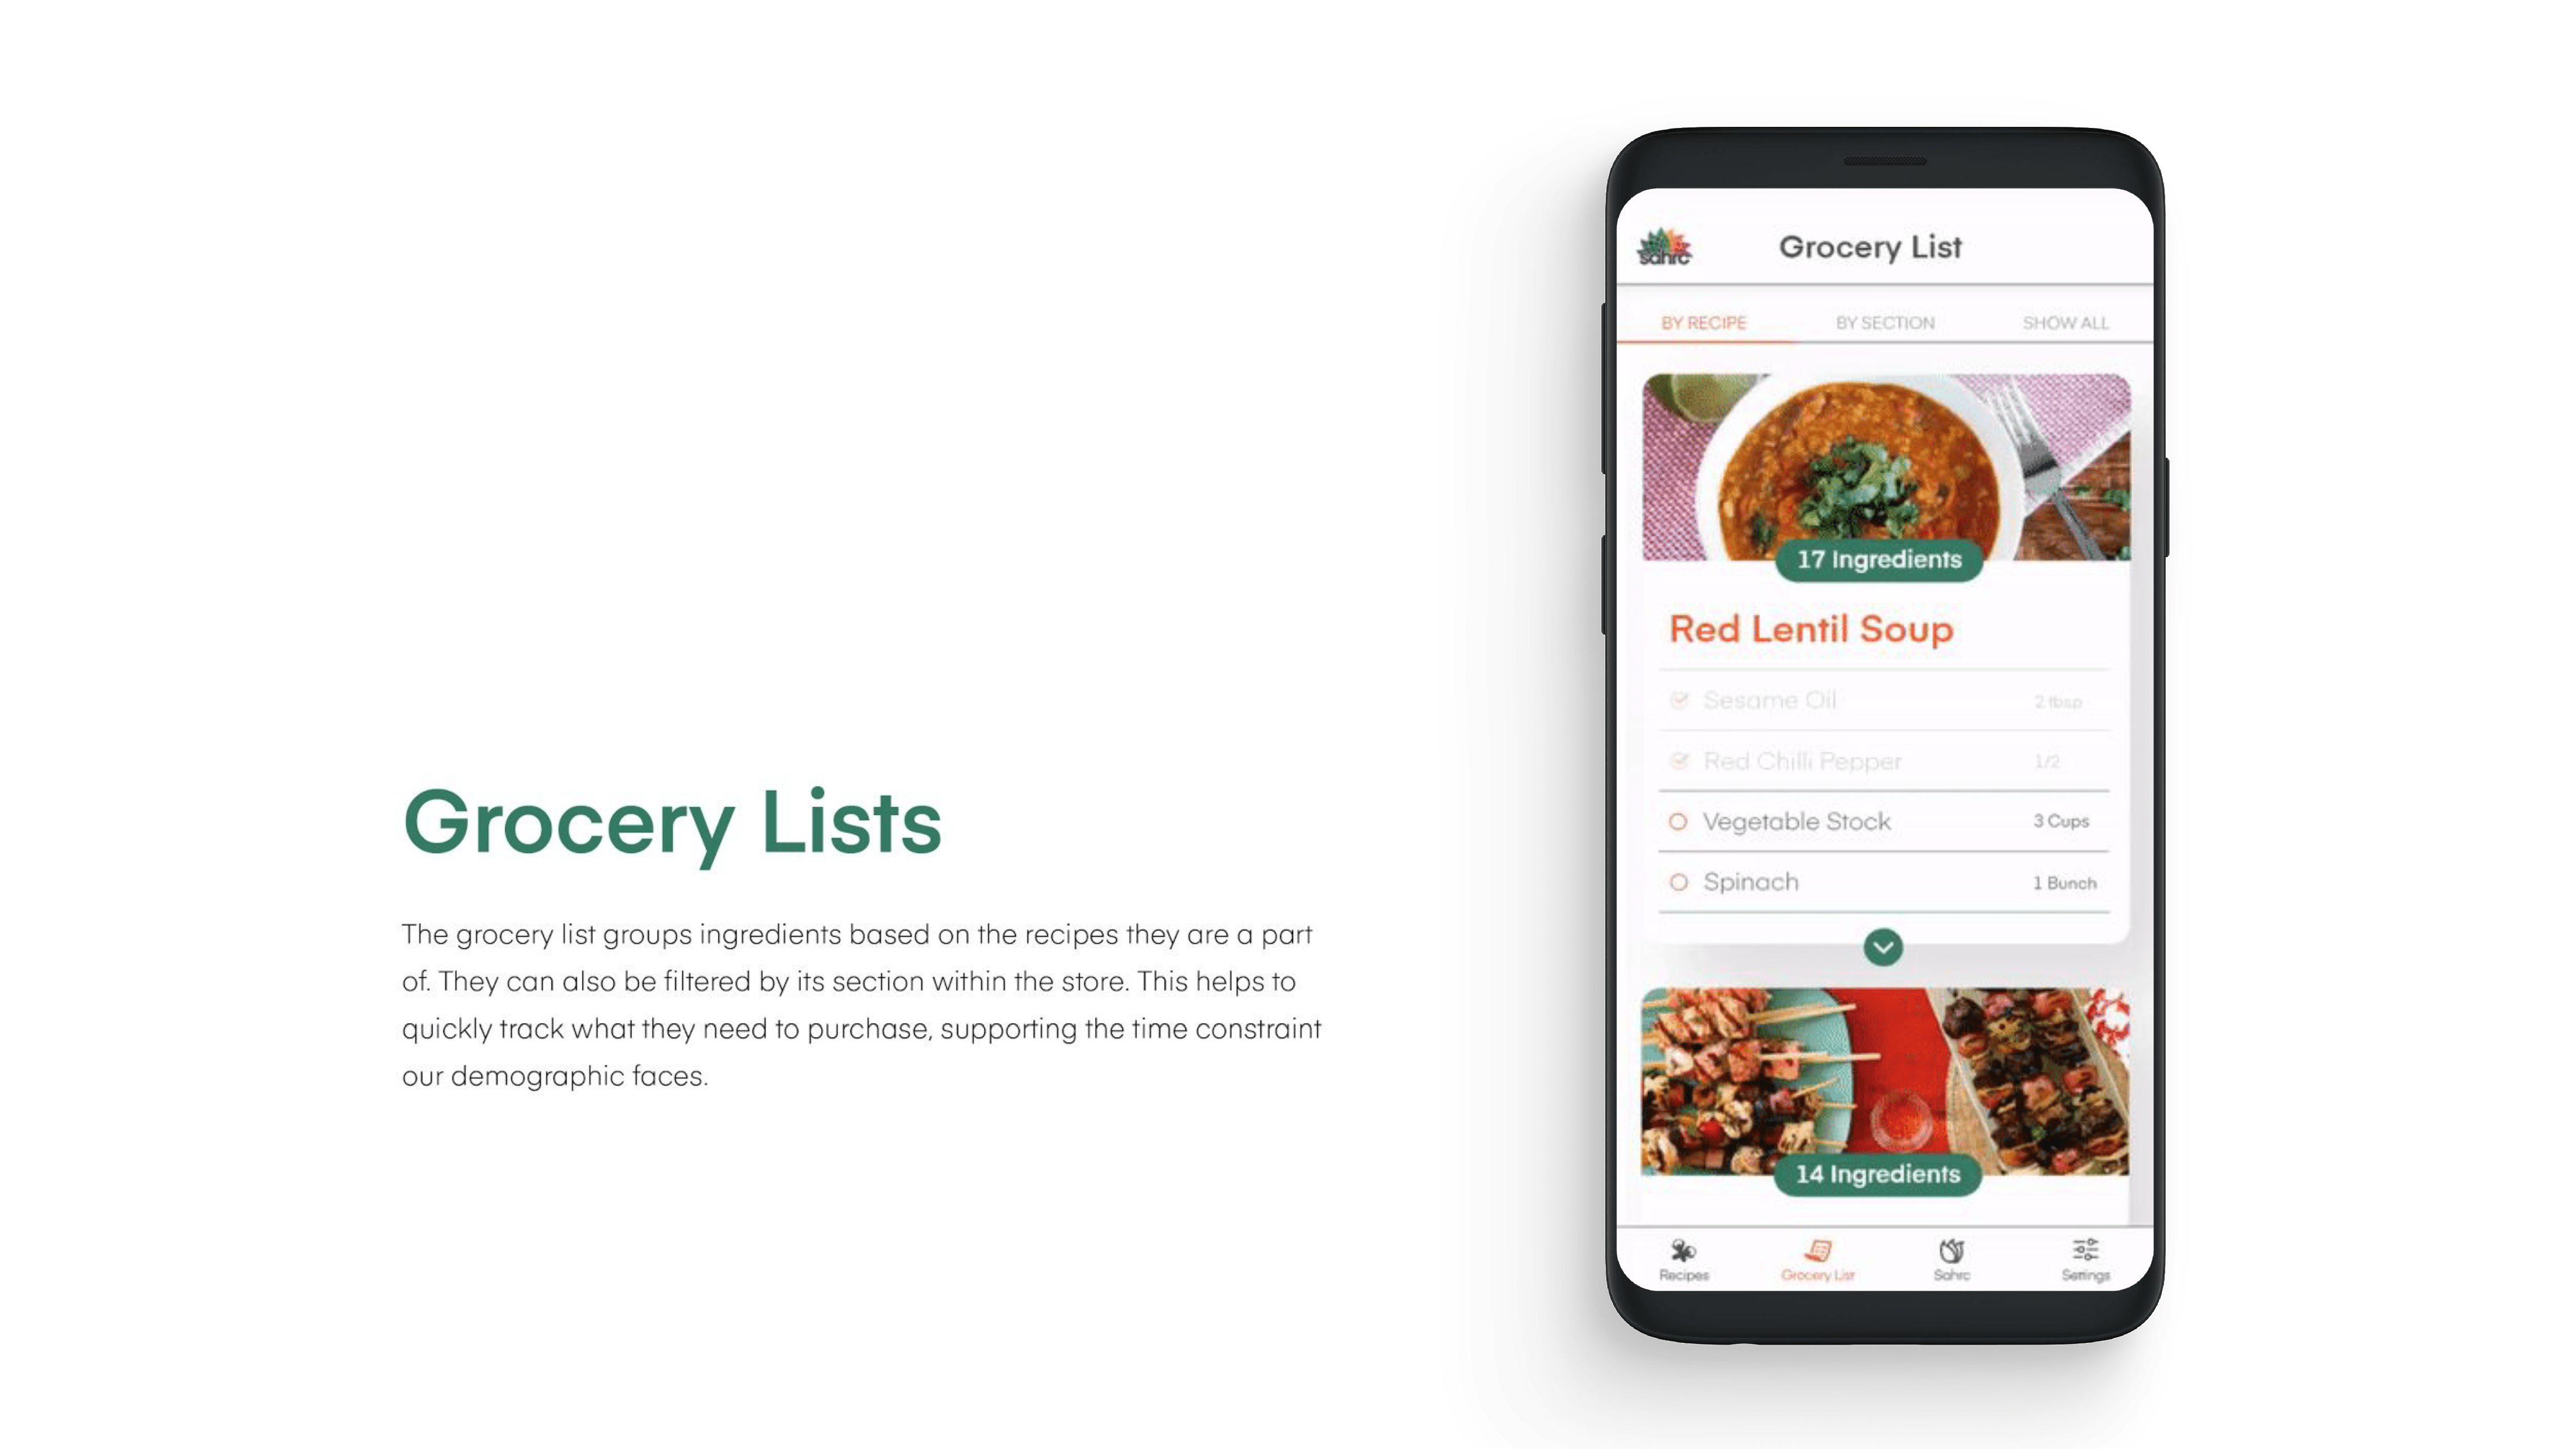 Grocery Lists
The grocery list groups ingredients based on the recipes they are a part
of. They can also be filtered by its section within the store. This helps to
quickly track what they need to purchase, supporting the time constraint
our demographic faces.
sahrc
Grocery List
BY RECIPE
BY SECTION
SHOW ALL
17 Ingredients
Red Lentil Soup
Sesame Oil 2 tbsp
Red Chilli Pepper 1/2
Vegetable Stock 3 Cups
Spinach 1 Bunch
14 Ingredients
Recipes
Grocery List
Sahrc
Settings